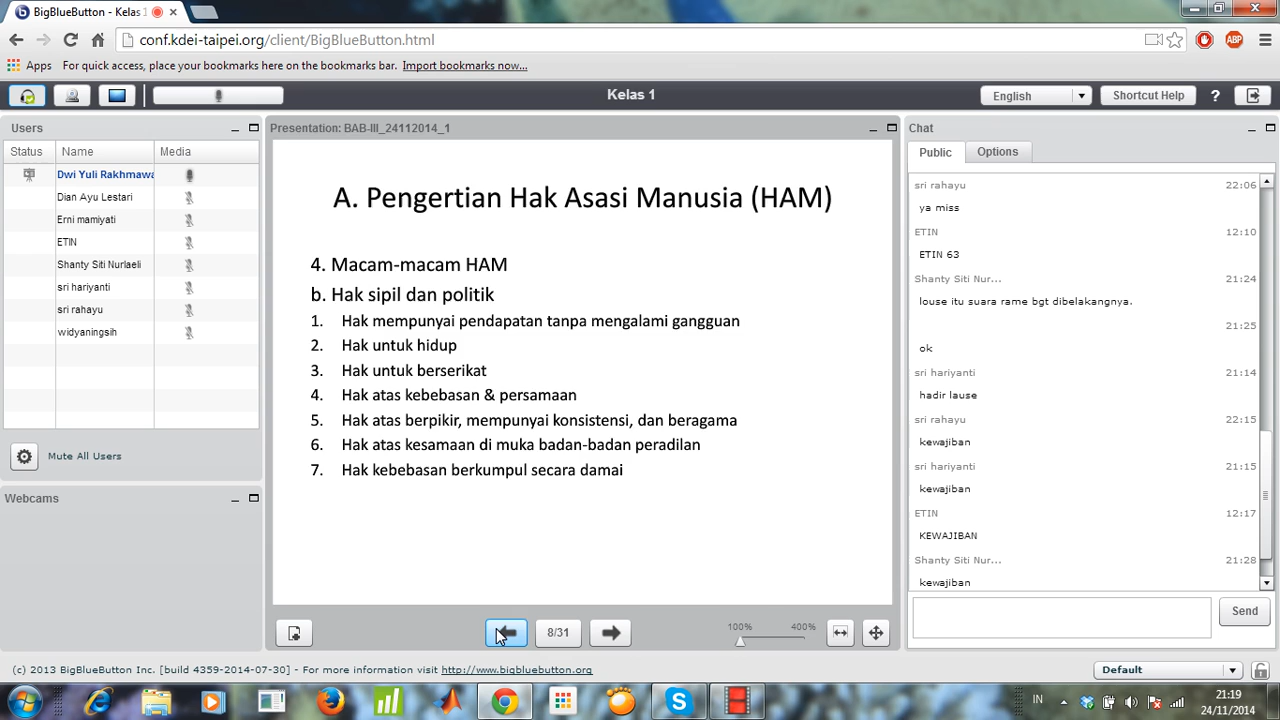 BigBlueButton - Kelas 1
conf.kdei-taipei.org/client/BigBlueButton.html
ABP
Apps For quick access, place your bookmarks here on the bookmarks bar. Import bookmarks now...
Kelas 1
English
Shortcut Help
?
Users
Status Name Media
Dwi Yuli Rakhmawa
Dian Ayu Lestari
Erni mamiyati
ETIN
Shanty Siti Nurlaeli
sri hariyanti
sri rahayu
widyaningsih
Mute All Users
Webcams
Presentation: BAB-III_24112014_1
A. Pengertian Hak Asasi Manusia (HAM)
4. Macam-macam HAM
b. Hak sipil dan politik
1. Hak mempunyai pendapatan tanpa mengalami gangguan
2. Hak untuk hidup
3. Hak untuk berserikat
4. Hak atas kebebasan & persamaan
5. Hak atas berpikir, mempunyai konsistensi, dan beragama
6. Hak atas kesamaan di muka badan-badan peradilan
7. Hak kebebasan berkumpul secara damai
8/31
100% 400%
Chat
Public Options
sri rahayu 22:06
ya miss
ETIN 12:10
ETIN 63
Shanty Siti Nur... 21:24
louse itu suara rame bgt dibelakangnya.
21:25
ok
sri hariyanti 21:14
hadir lause
sri rahayu 22:15
kewajiban
sri hariyanti 21:15
kewajiban
ETIN 12:17
KEWAJIBAN
Shanty Siti Nur... 21:28
kewajiban
Send
(c) 2013 BigBlueButton Inc. [build 4359-2014-07-30] - For more information visit http://www.bigbluebutton.org
Default
IN
21:19
24/11/2014